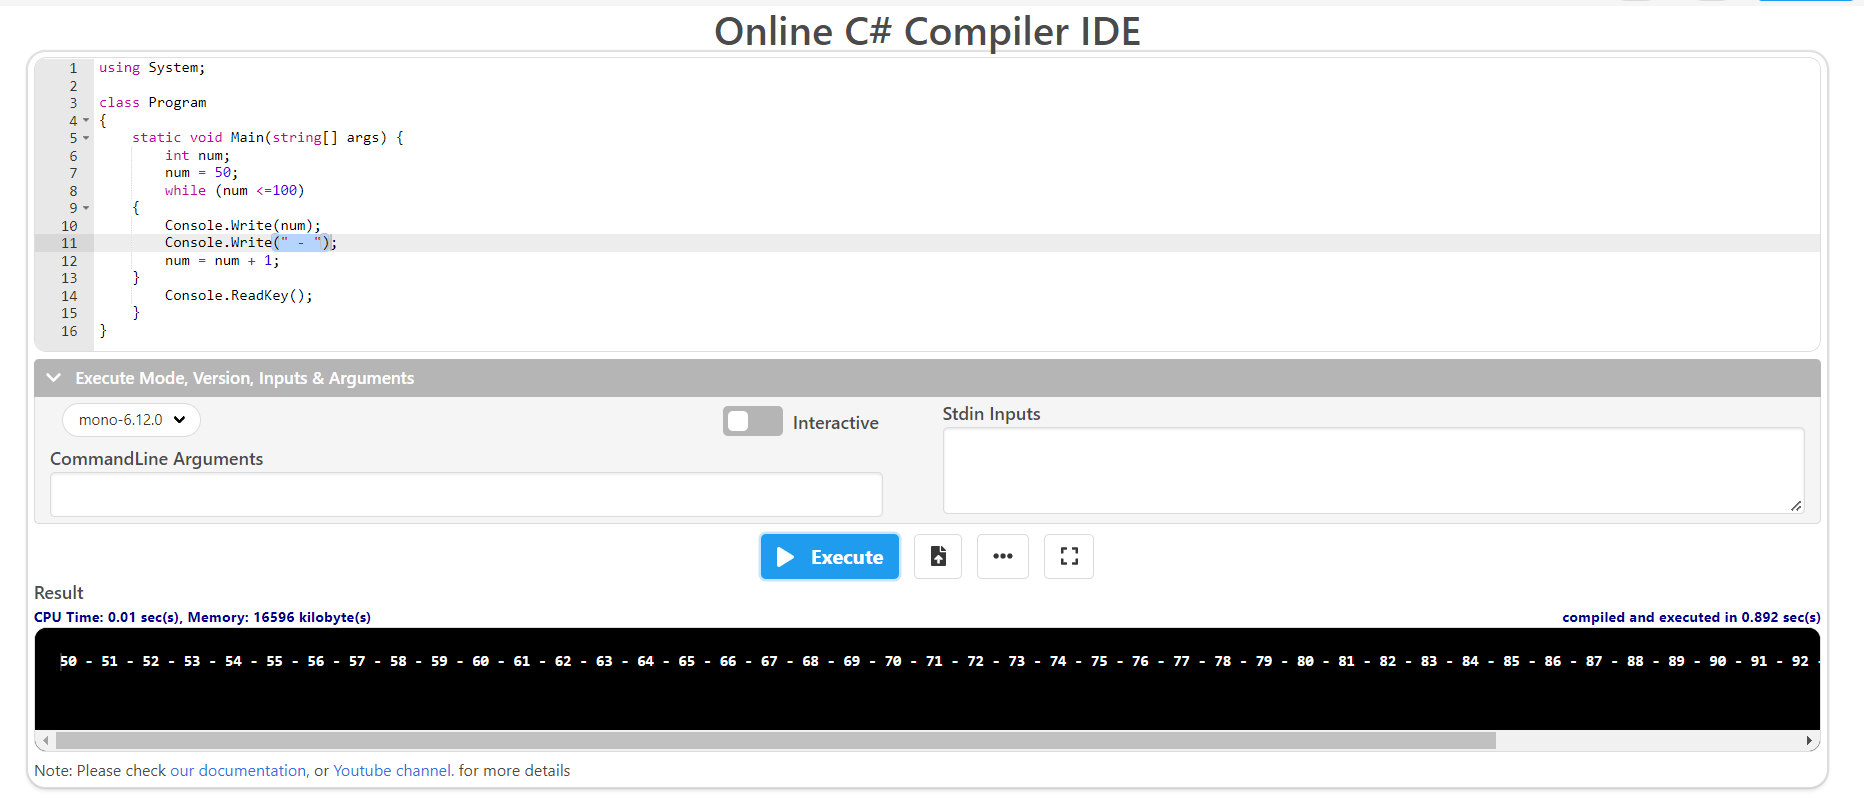 Online C# Compiler IDE
1 using System;
2
3 class Program
4 {
5 static void Main(string[] args) {
6 int num;
7 num = 50;
8 while (num <=100)
9 {
10 Console.Write(num);
11 Console.Write(" - ");
12 num = num + 1;
13 }
14 Console.ReadKey();
15 }
16 }
Execute Mode, Version, Inputs & Arguments
mono-6.12.0
Interactive
Stdin Inputs
CommandLine Arguments
Execute
Result
CPU Time: 0.01 sec(s), Memory: 16596 kilobyte(s)
compiled and executed in 0.892 sec(s)
50 - 51 - 52 - 53 - 54 - 55 - 56 - 57 - 58 - 59 - 60 - 61 - 62 - 63 - 64 - 65 - 66 - 67 - 68 - 69 - 70 - 71 - 72 - 73 - 74 - 75 - 76 - 77 - 78 - 79 - 80 - 81 - 82 - 83 - 84 - 85 - 86 - 87 - 88 - 89 - 90 - 91 - 92 -
Note: Please check our documentation, or Youtube channel. for more details